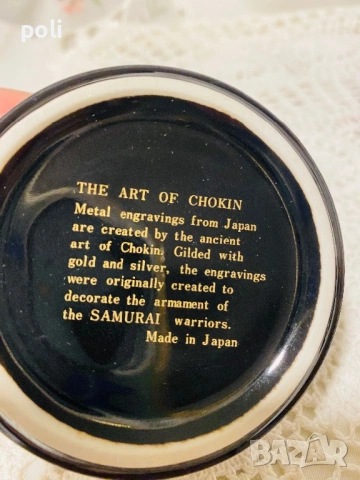 poli
THE ART OF CHOKIN
Metal engravings from Japan
are created by the ancient
art of Chokin. Gilded with
gold and silver, the engravings
were originally created to
decorate the armament of
the SAMURAI warriors.
Made in Japan
BAZAR
bg